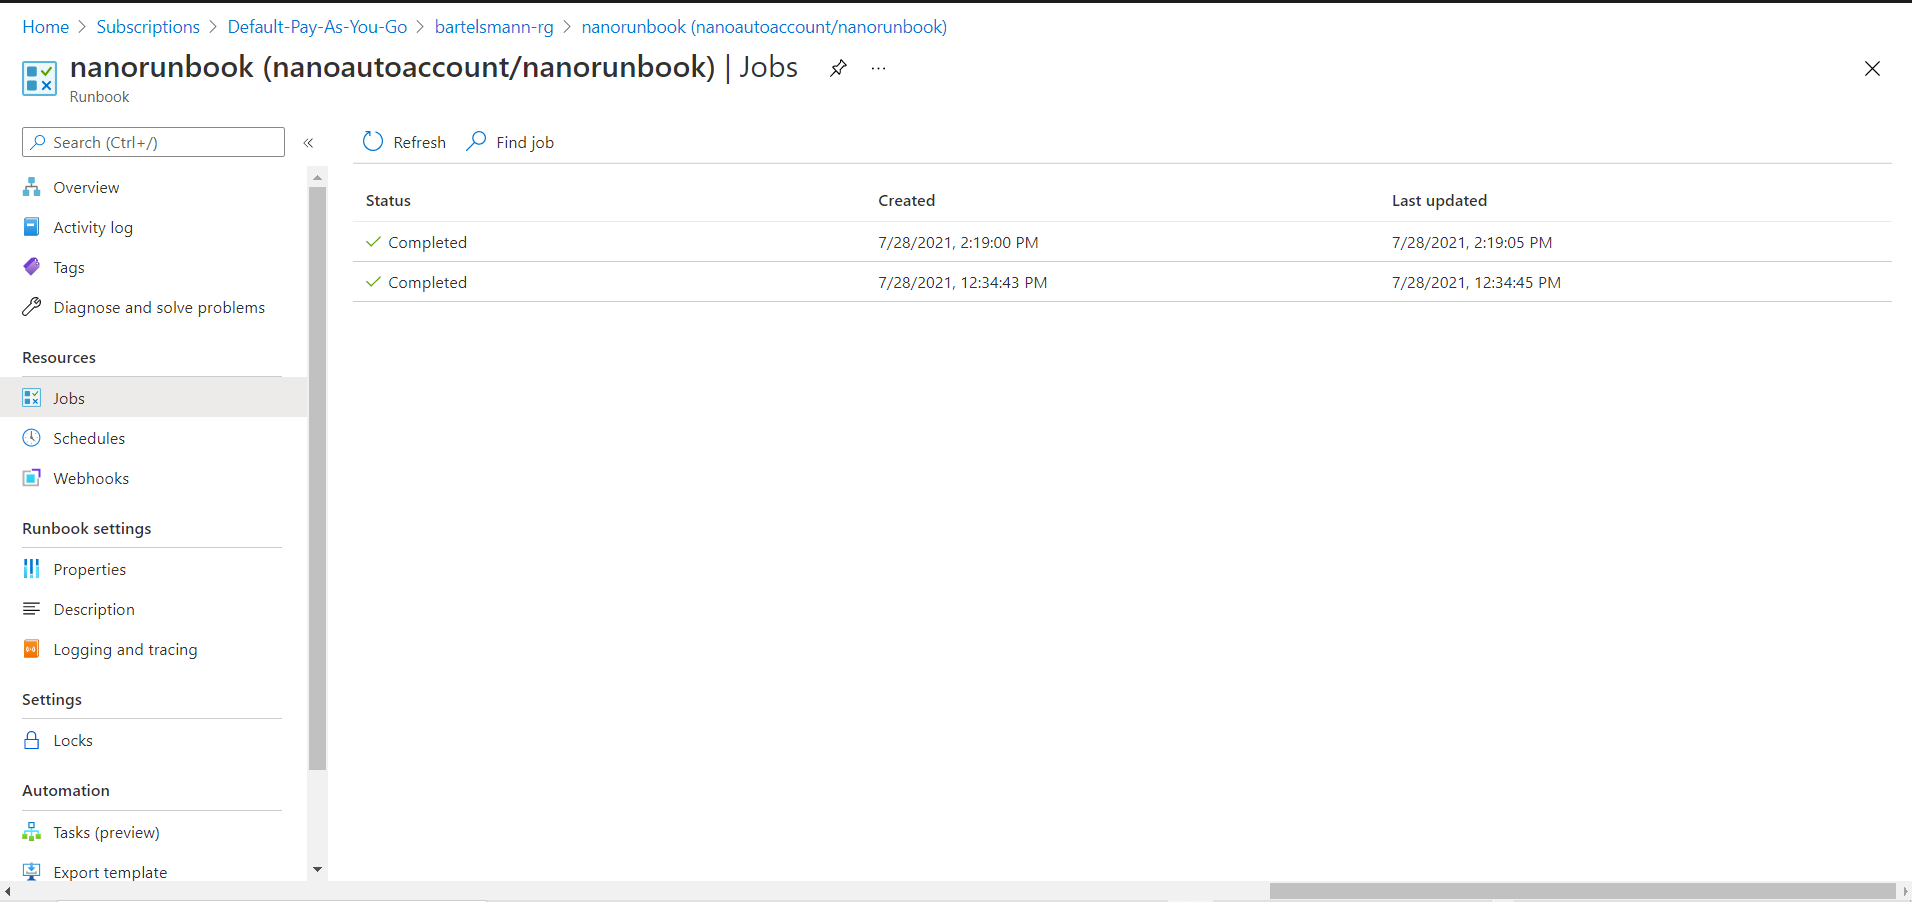 Home > Subscriptions > Default-Pay-As-You-Go > bartelsmann-rg > nanorunbook (nanoautoaccount/nanorunbook)
nanorunbook (nanoautoaccount/nanorunbook) | Jobs ...
Runbook
Search (Ctrl+/) «
Refresh Find job
Overview
Activity log
Tags
Diagnose and solve problems
Resources
Jobs
Schedules
Webhooks
Runbook settings
Properties
Description
Logging and tracing
Settings
Locks
Automation
Tasks (preview)
Export template
Status Created Last updated
Completed 7/28/2021, 2:19:00 PM 7/28/2021, 2:19:05 PM
Completed 7/28/2021, 12:34:43 PM 7/28/2021, 12:34:45 PM